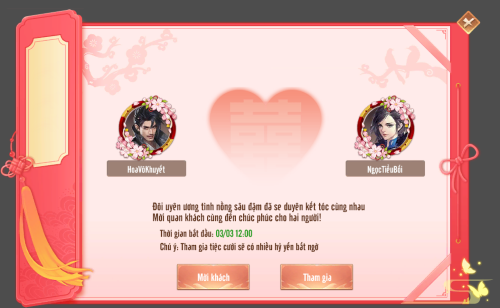 囍
HoaVôKhuyết
NgọcTiểuBối
Đôi uyên ương tình nồng sâu đậm đã se duyên kết tóc cùng nhau
Mời quan khách cùng đến chúc phúc cho hai người!
Thời gian bắt đầu: 03/03 12:00
Chú ý: Tham gia tiệc cưới sẽ có nhiều hỷ yến bất ngờ
Mời khách
Tham gia